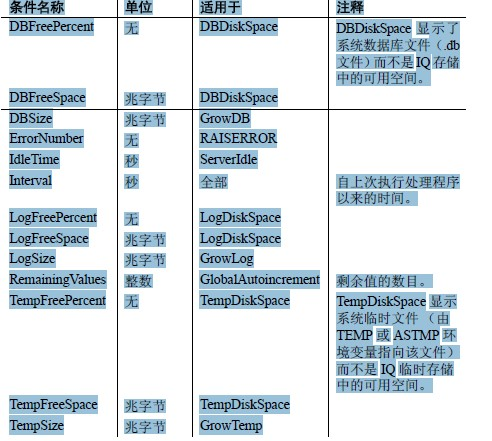 条件名称 单位 适用于 注释
DBFreePercent 无 DBDiskSpace DBDiskSpace 显示了
系统数据库文件（.db
文件）而不是 IQ 存储
中的可用空间。
DBFreeSpace 兆字节 DBDiskSpace
DBSize 兆字节 GrowDB
ErrorNumber 无 RAISERROR
IdleTime 秒 ServerIdle
Interval 秒 全部 自上次执行处理程序
以来的时间。
LogFreePercent 无 LogDiskSpace
LogFreeSpace 兆字节 LogDiskSpace
LogSize 兆字节 GrowLog
RemainingValues 整数 GlobalAutoincrement 剩余值的数目。
TempFreePercent 无 TempDiskSpace TempDiskSpace 显示
系统临时文件 （由
TEMP 或 ASTMP 环
境变量指向该文件）
而不是 IQ 临时存储
中的可用空间。
TempFreeSpace 兆字节 TempDiskSpace
TempSize 兆字节 GrowTemp